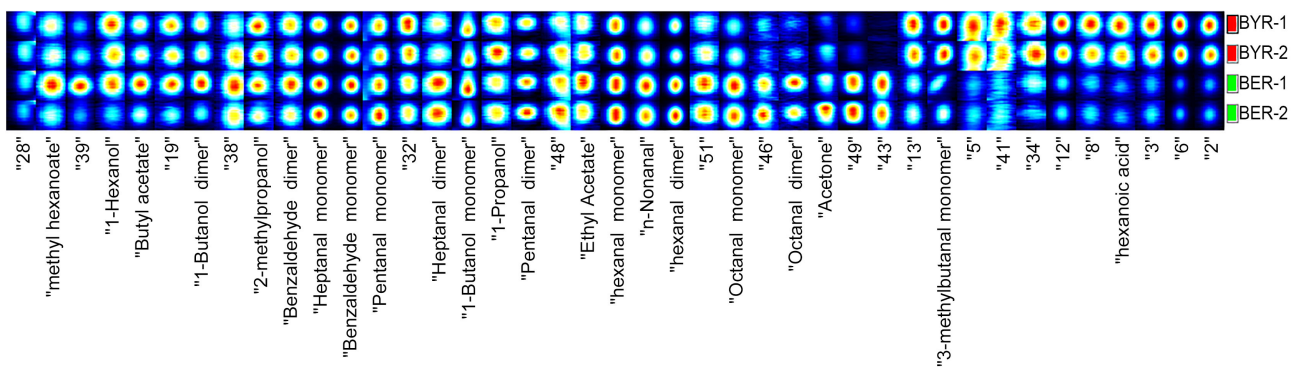 BYR-1
BYR-2
BER-1
BER-2
"28"
"methyl hexanoate"
"39"
"1-Hexanol"
"Butyl acetate"
"19"
"1-Butanol dimer"
"38"
"2-methylpropanol"
"Benzaldehyde dimer"
"Heptanal monomer"
"Benzaldehyde monomer"
"Pentanal monomer"
"32"
"Heptanal dimer"
"1-Butanol monomer"
"1-Propanol"
"Pentanal dimer"
"48"
"Ethyl Acetate"
"hexanal monomer"
"n-Nonanal"
"hexanal dimer"
"51"
"Octanal monomer"
"46"
"Octanal dimer"
"Acetone"
"49"
"43"
"13"
"3-methylbutanal monomer"
"5"
"41"
"34"
"12"
"8"
"hexanoic acid"
"3"
"6"
"2"